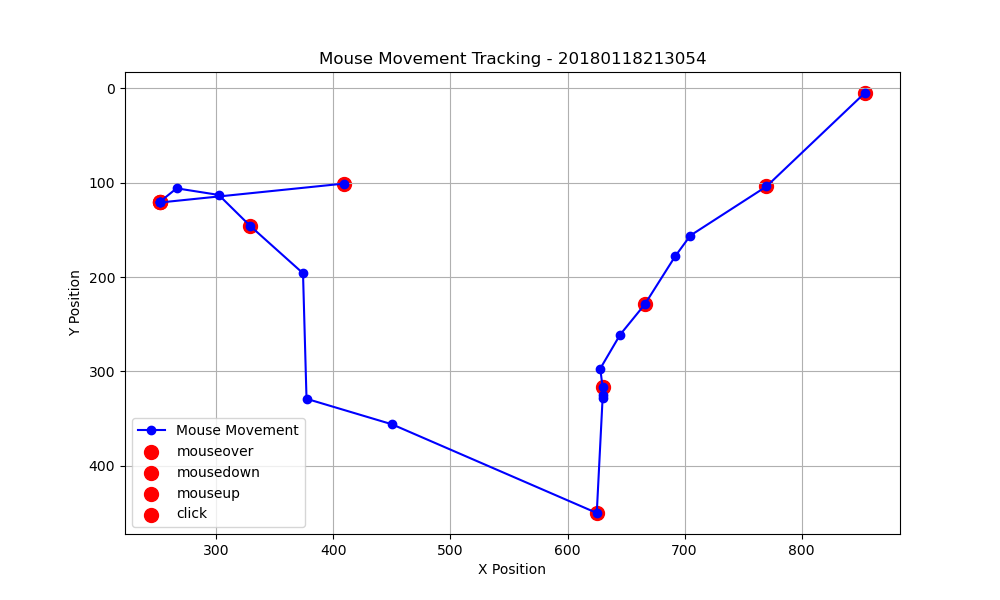 Mouse Movement Tracking - 20180118213054
0
100
200
300
400
Y Position
Mouse Movement
mouseover
mousedown
mouseup
click
300 400 500 600 700 800
X Position